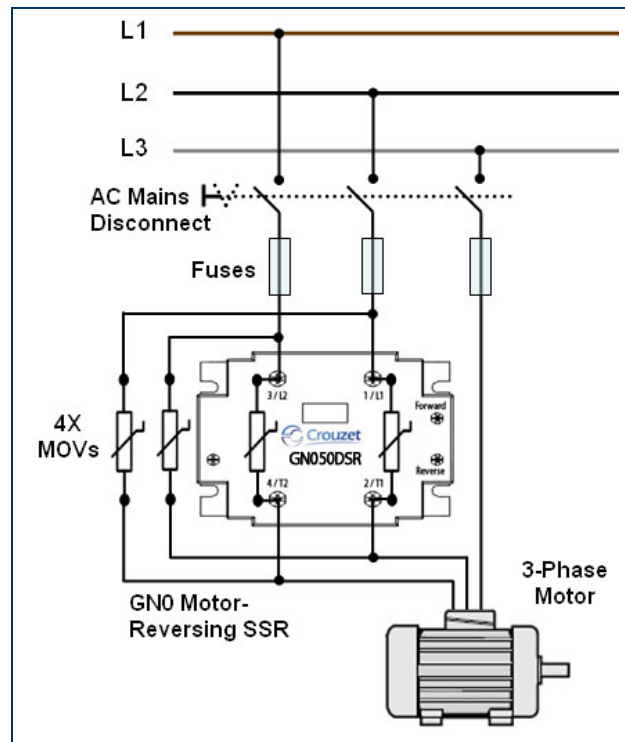 L1
L2
L3
AC Mains
Disconnect
Fuses
4X
MOVs
3 / L2
1 / L1
Forward
Crouzet
GN050DSR
Reverse
4 / T2
2 / T1
GN0 Motor-
Reversing SSR
3-Phase
Motor